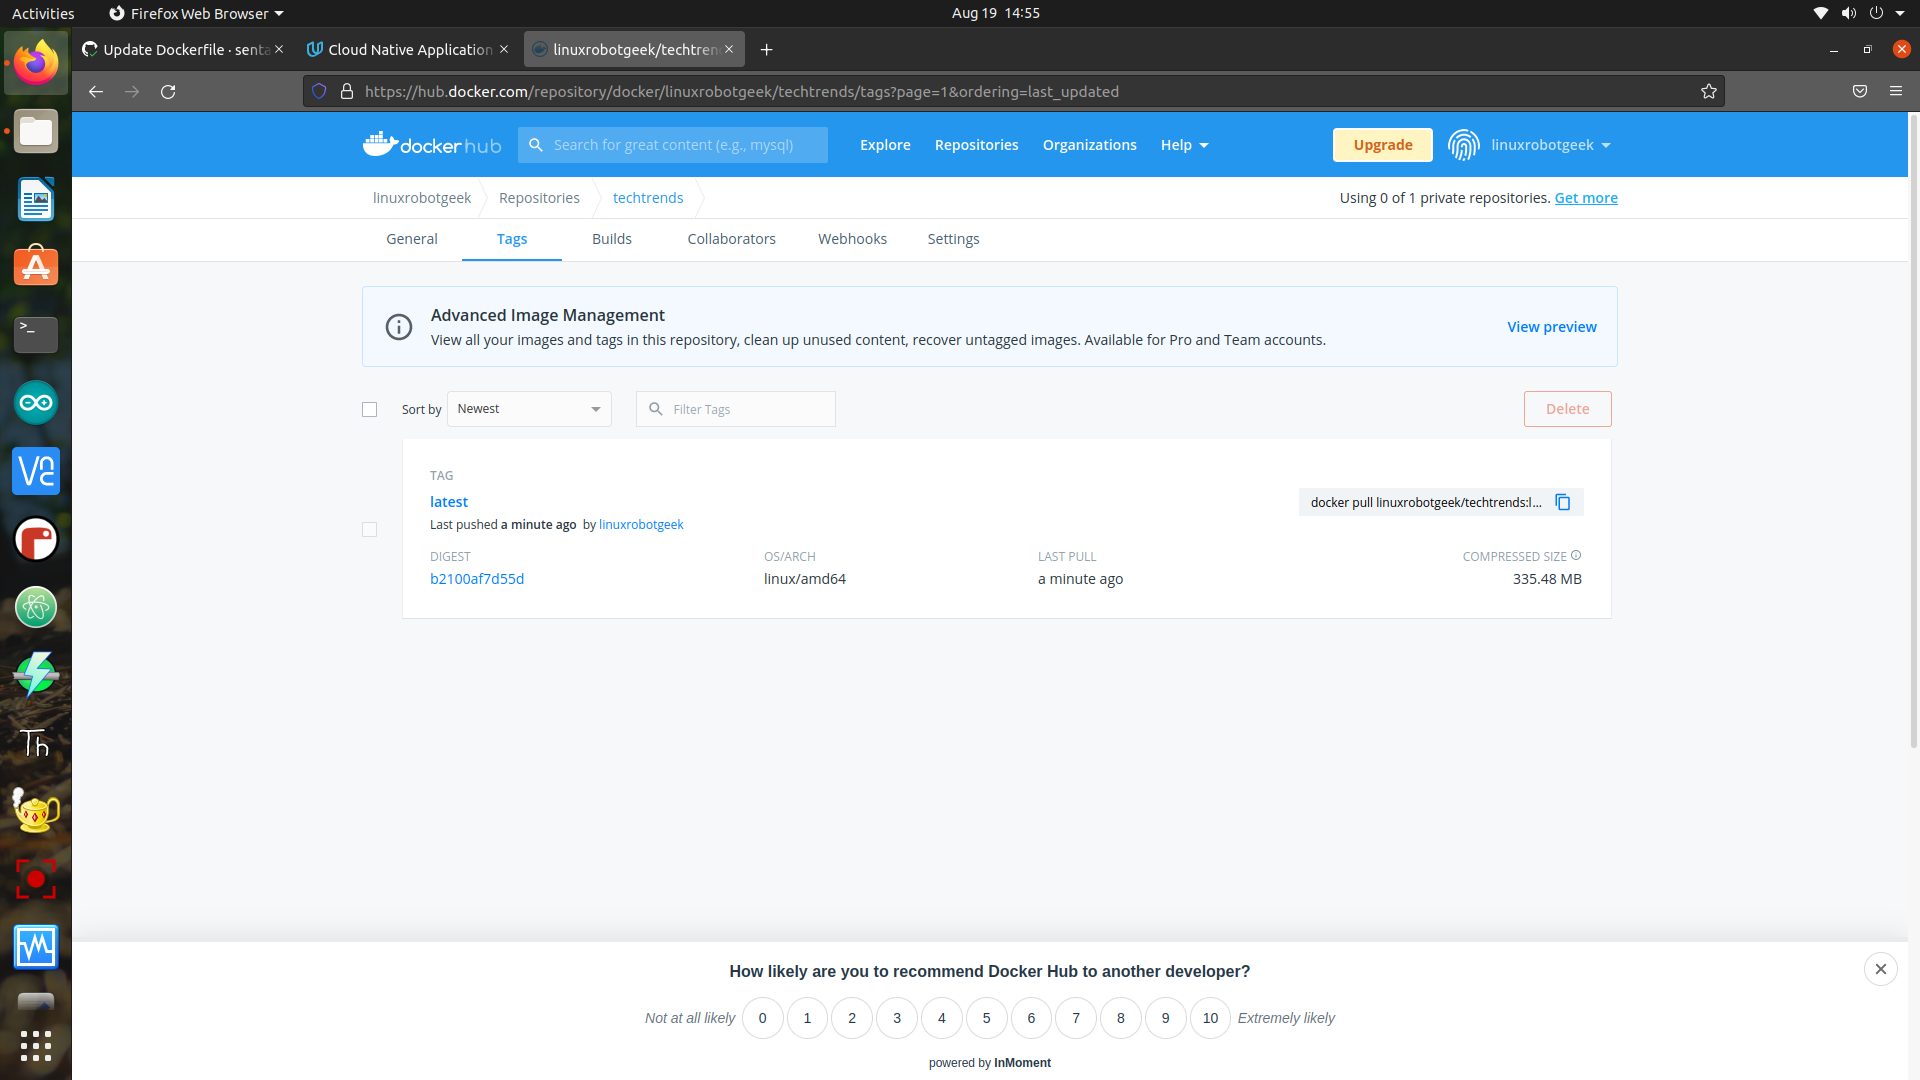 Activities Firefox Web Browser Aug 19 14:55
Update Dockerfile · senta Cloud Native Application linuxrobotgeek/techtren
https://hub.docker.com/repository/docker/linuxrobotgeek/techtrends/tags?page=1&ordering=last_updated
docker hub Search for great content (e.g., mysql) Explore Repositories Organizations Help Upgrade linuxrobotgeek
linuxrobotgeek Repositories techtrends Using 0 of 1 private repositories. Get more
General Tags Builds Collaborators Webhooks Settings
Advanced Image Management
View all your images and tags in this repository, clean up unused content, recover untagged images. Available for Pro and Team accounts.
View preview
Sort by Newest Filter Tags Delete
TAG
latest
docker pull linuxrobotgeek/techtrends:l...
Last pushed a minute ago by linuxrobotgeek
DIGEST OS/ARCH LAST PULL COMPRESSED SIZE
b2100af7d55d linux/amd64 a minute ago 335.48 MB
>_
VNC
Th
How likely are you to recommend Docker Hub to another developer?
Not at all likely 0 1 2 3 4 5 6 7 8 9 10 Extremely likely
powered by InMoment